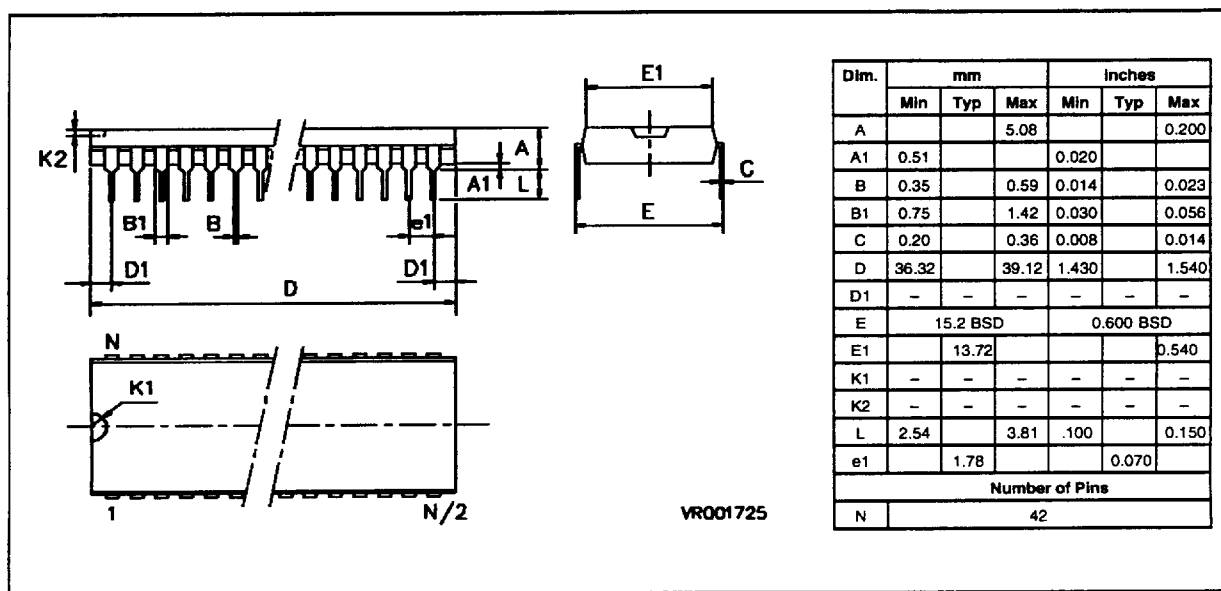 E1
K2
A
A1
L
C
B1
B
e1
E
D1
D1
D
N
K1
1
N/2
VR001725
Dim. mm inches
Min Typ Max Min Typ Max
A 5.08 0.200
A1 0.51 0.020
B 0.35 0.59 0.014 0.023
B1 0.75 1.42 0.030 0.056
C 0.20 0.36 0.008 0.014
D 36.32 39.12 1.430 1.540
D1 – – – – – –
E 15.2 BSD 0.600 BSD
E1 13.72 0.540
K1 – – – – – –
K2 – – – – – –
L 2.54 3.81 .100 0.150
e1 1.78 0.070
Number of Pins
N 42